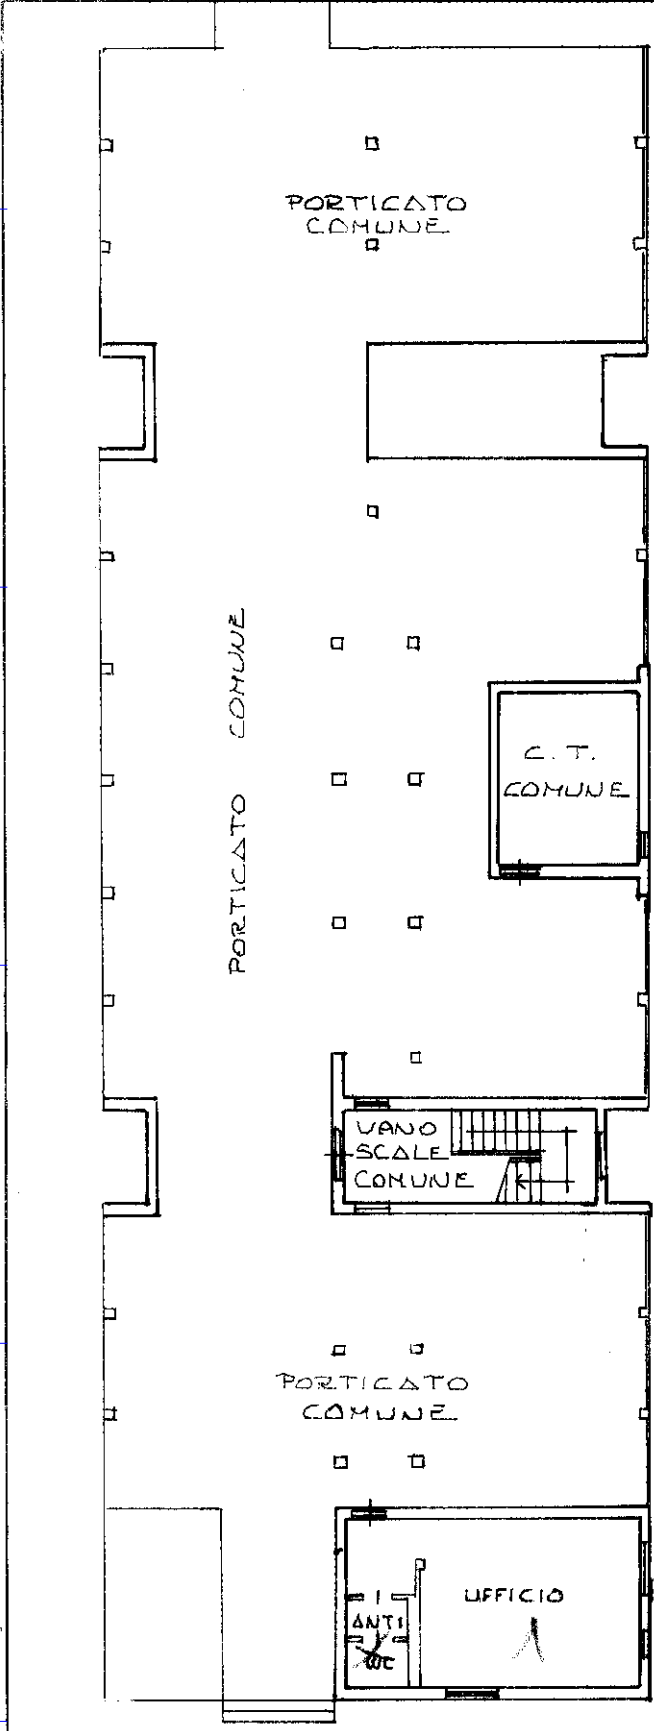 PORTICATO
COMUNE
PORTICATO COMUNE
C. T.
COMUNE
VANO
SCALE
COMUNE
PORTICATO
COMUNE
UFFICIO
ANTI
WC